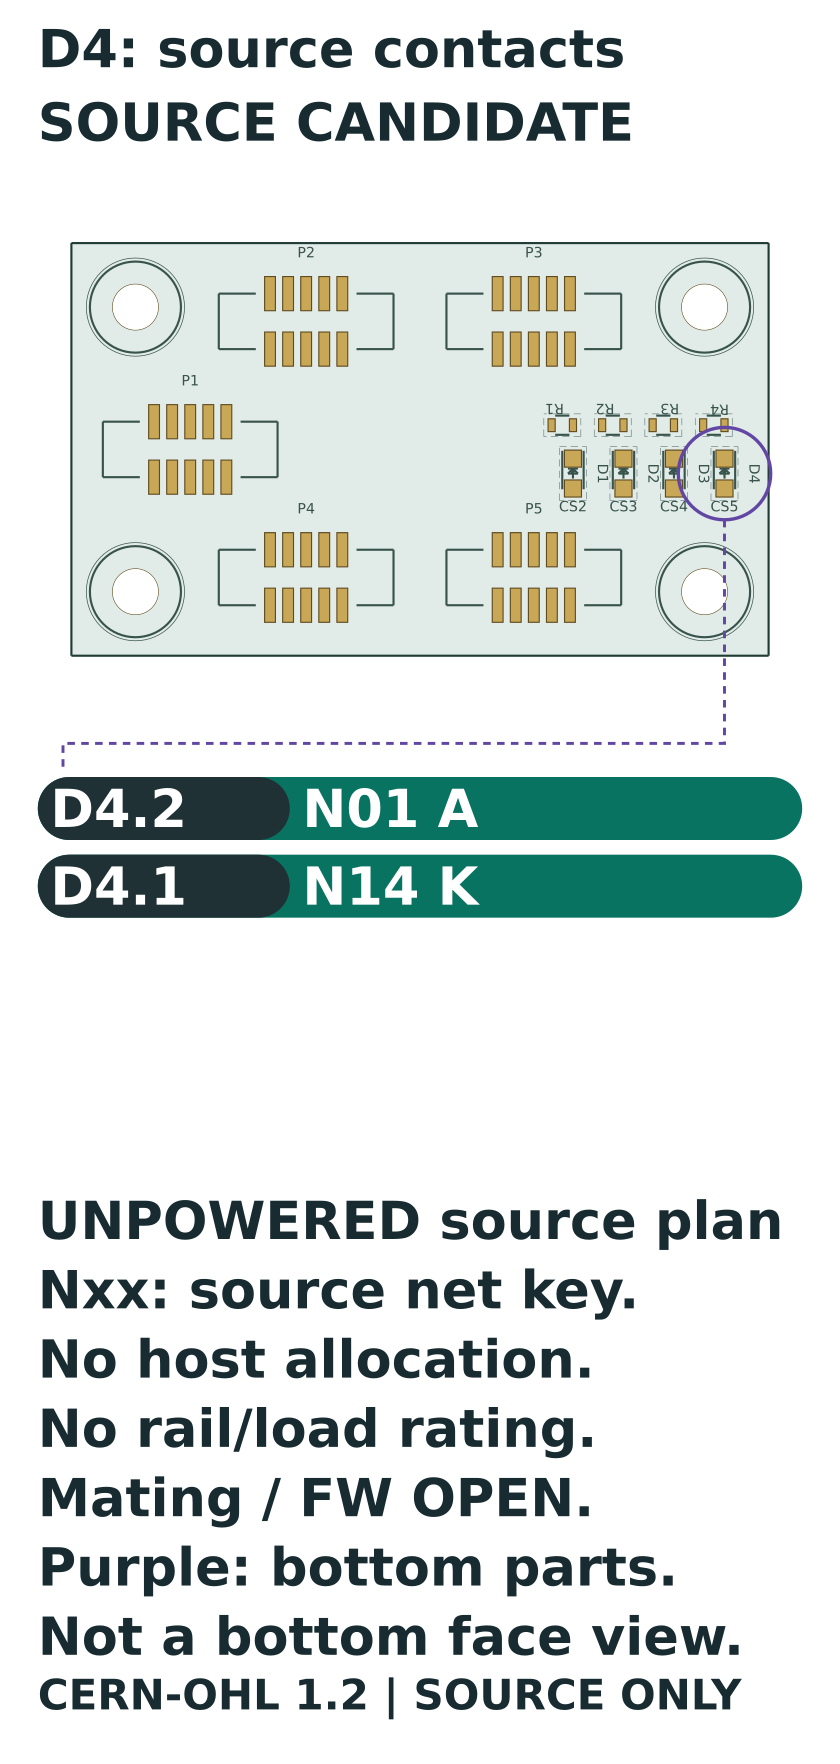 D4: source contacts
SOURCE CANDIDATE
P2 P3
P1
R1 R2 R3 R4
D1 D2 D3 D4
P4 P5 CS2 CS3 CS4 CS5
D4.2 N01 A
D4.1 N14 K
UNPOWERED source plan
Nxx: source net key.
No host allocation.
No rail/load rating.
Mating / FW OPEN.
Purple: bottom parts.
Not a bottom face view.
CERN-OHL 1.2 | SOURCE ONLY